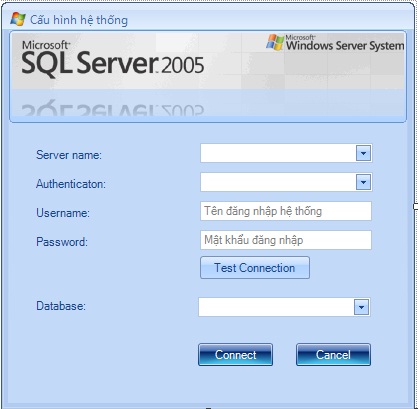 Cấu hình hệ thống
Microsoft
SQL Server 2005
Microsoft
Windows Server System
Server name:
Authenticaton:
Username: Tên đăng nhập hệ thống
Password: Mật khẩu đăng nhập
Test Connection
Database:
Connect Cancel